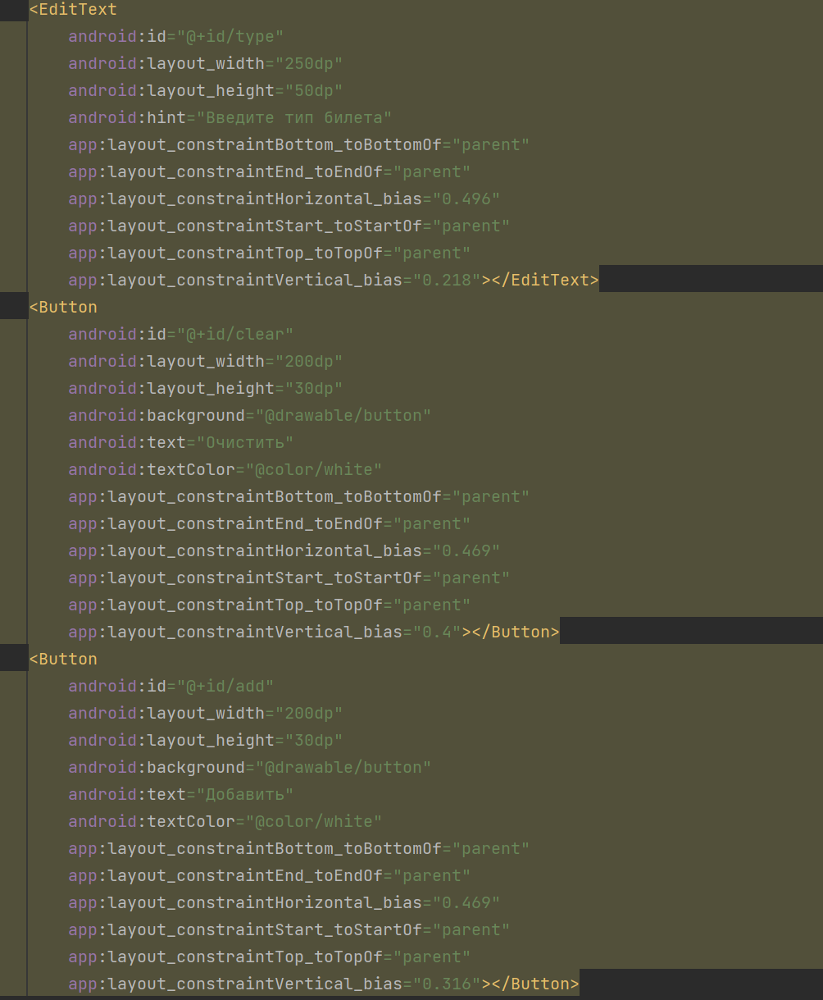 <EditText
android:id="@+id/type"
android:layout_width="250dp"
android:layout_height="50dp"
android:hint="Введите тип билета"
app:layout_constraintBottom_toBottomOf="parent"
app:layout_constraintEnd_toEndOf="parent"
app:layout_constraintHorizontal_bias="0.496"
app:layout_constraintStart_toStartOf="parent"
app:layout_constraintTop_toTopOf="parent"
app:layout_constraintVertical_bias="0.218"></EditText>
<Button
android:id="@+id/clear"
android:layout_width="200dp"
android:layout_height="30dp"
android:background="@drawable/button"
android:text="Очистить"
android:textColor="@color/white"
app:layout_constraintBottom_toBottomOf="parent"
app:layout_constraintEnd_toEndOf="parent"
app:layout_constraintHorizontal_bias="0.469"
app:layout_constraintStart_toStartOf="parent"
app:layout_constraintTop_toTopOf="parent"
app:layout_constraintVertical_bias="0.4"></Button>
<Button
android:id="@+id/add"
android:layout_width="200dp"
android:layout_height="30dp"
android:background="@drawable/button"
android:text="Добавить"
android:textColor="@color/white"
app:layout_constraintBottom_toBottomOf="parent"
app:layout_constraintEnd_toEndOf="parent"
app:layout_constraintHorizontal_bias="0.469"
app:layout_constraintStart_toStartOf="parent"
app:layout_constraintTop_toTopOf="parent"
app:layout_constraintVertical_bias="0.316"></Button>